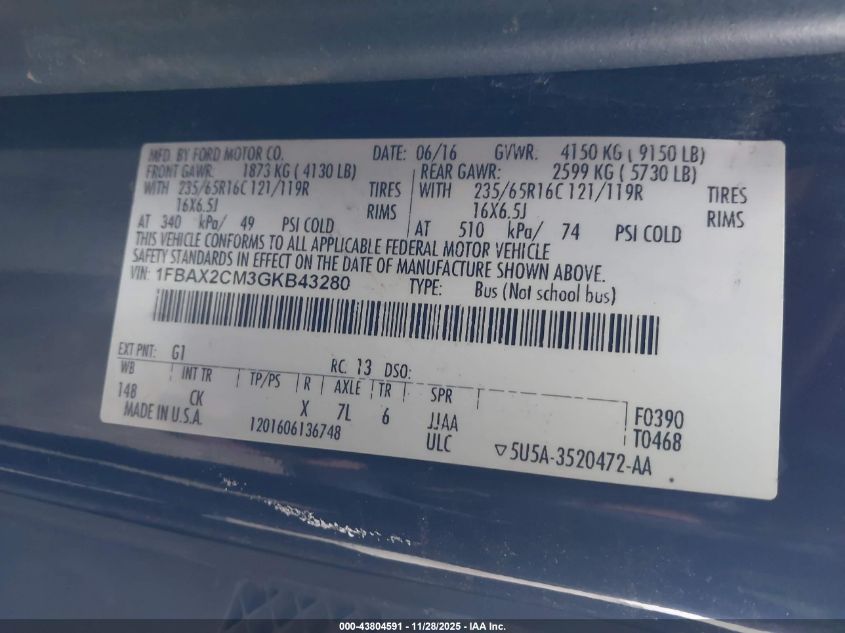 MFD. BY FORD MOTOR CO. DATE: 06/16 GVWR: 4150 KG ( 9150 LB)
FRONT GAWR: 1873 KG ( 4130 LB) REAR GAWR: 2599 KG ( 5730 LB)
WITH 235/65R16C 121/119R TIRES WITH 235/65R16C 121/119R TIRES
16X6.5J RIMS 16X6.5J RIMS
AT 340 kPa/ 49 PSI COLD AT 510 kPa/ 74 PSI COLD
THIS VEHICLE CONFORMS TO ALL APPLICABLE FEDERAL MOTOR VEHICLE
SAFETY STANDARDS IN EFFECT ON THE DATE OF MANUFACTURE SHOWN ABOVE.
VIN: 1FBAX2CM3GKB43280 TYPE: Bus (Not school bus)
EXT PNT: G1 RC: 13 DSO:
WB INT TR TP/PS R AXLE TR SPR
148 CK X 7L 6 JJAA F0390
MADE IN U.S.A. 1201606136748 ULC T0468
▽5U5A-3520472-AA
000-43804591 - 11/28/2025 - IAA Inc.